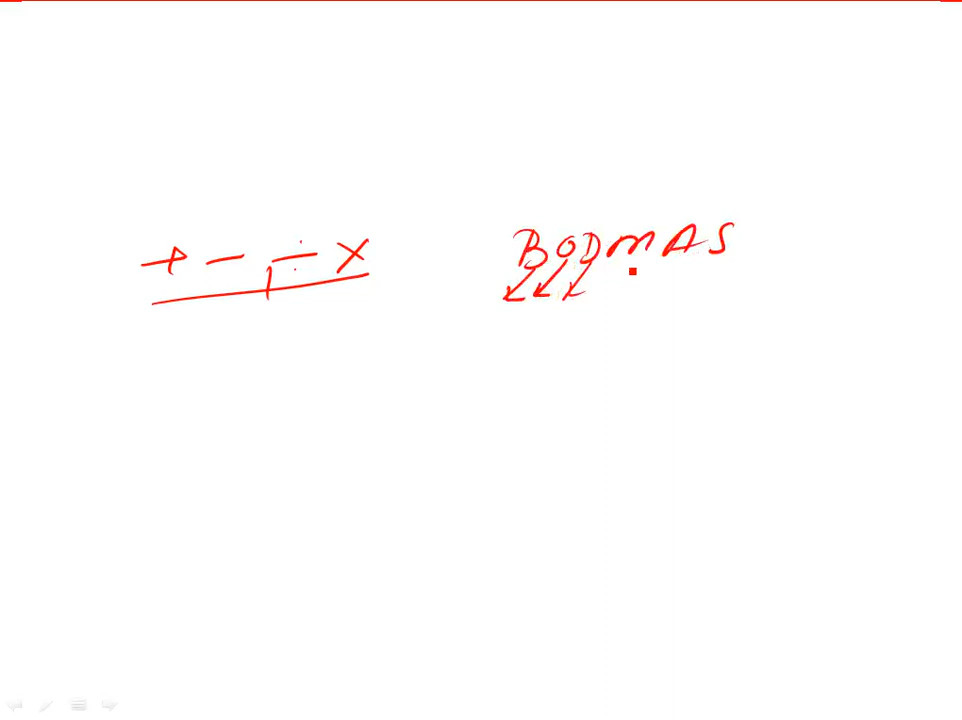 + - ÷ × BODMAS